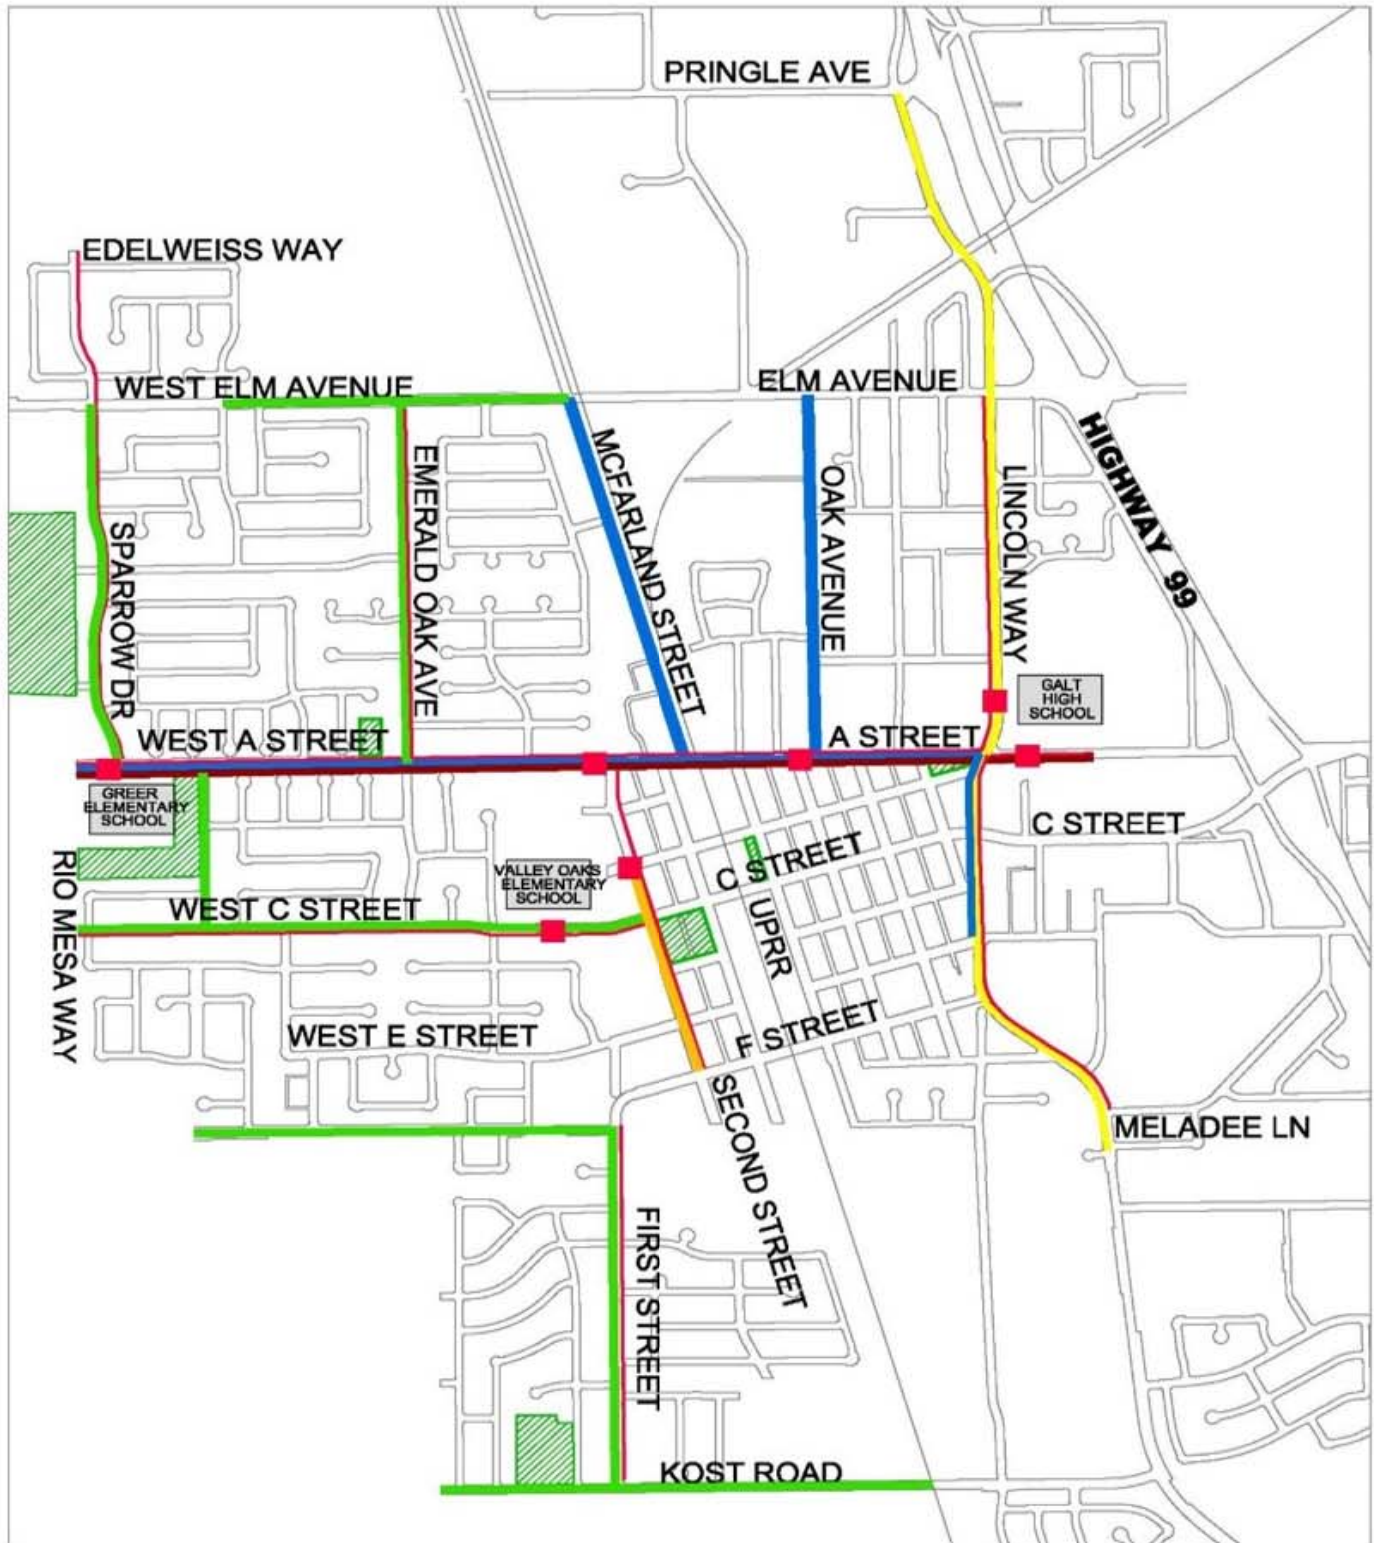 PRINGLE AVE
EDELWEISS WAY
WEST ELM AVENUE
ELM AVENUE
HIGHWAY 99
MCFARLAND STREET
EMERALD OAK AVE
OAK AVENUE
LINCOLN WAY
SPARROW DR
GALT
HIGH
SCHOOL
WEST A STREET
A STREET
GREER
ELEMENTARY
SCHOOL
C STREET
C STREET
VALLEY OAKS
ELEMENTARY
SCHOOL
RIO MESA WAY
WEST C STREET
UPRR
WEST E STREET
F STREET
SECOND STREET
MELADEE LN
FIRST STREET
KOST ROAD